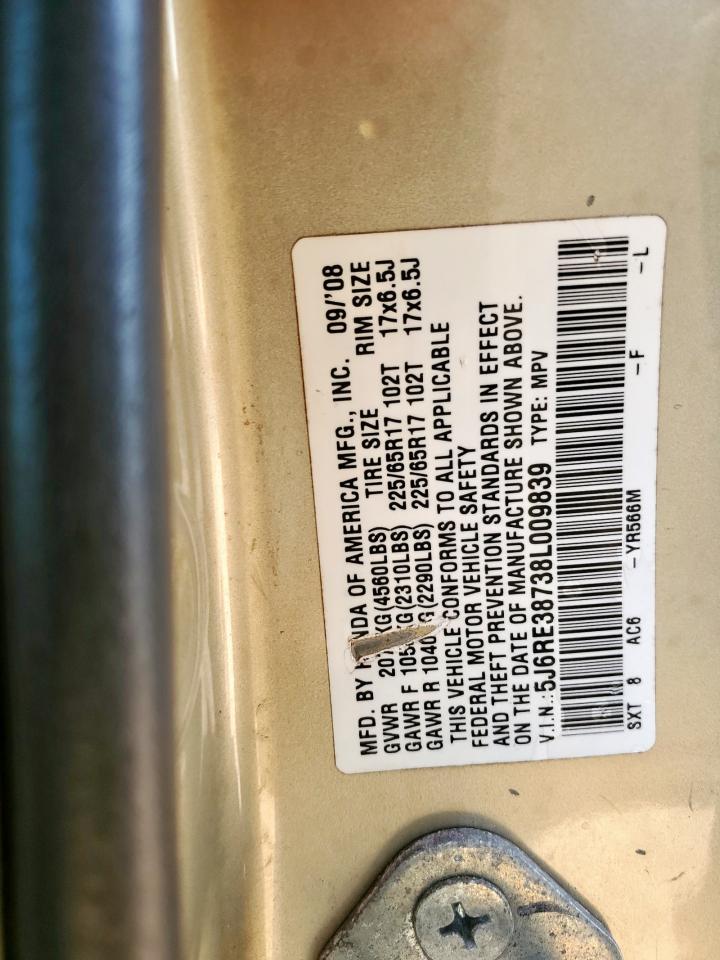 MFD. BY HONDA OF AMERICA MFG., INC. 09/'08
GVWR KG(4560LBS) TIRE SIZE RIM SIZE
GAWR F KG(2310LBS) 225/65R17 102T 17x6.5J
GAWR R 1040KG(2290LBS) 225/65R17 102T 17x6.5J
THIS VEHICLE CONFORMS TO ALL APPLICABLE
FEDERAL MOTOR VEHICLE SAFETY
AND THEFT PREVENTION STANDARDS IN EFFECT
ON THE DATE OF MANUFACTURE SHOWN ABOVE.
V.I.N.: 5J6RE38738L009839 TYPE: MPV
SXT 8 AC6 - YR566M - F - L